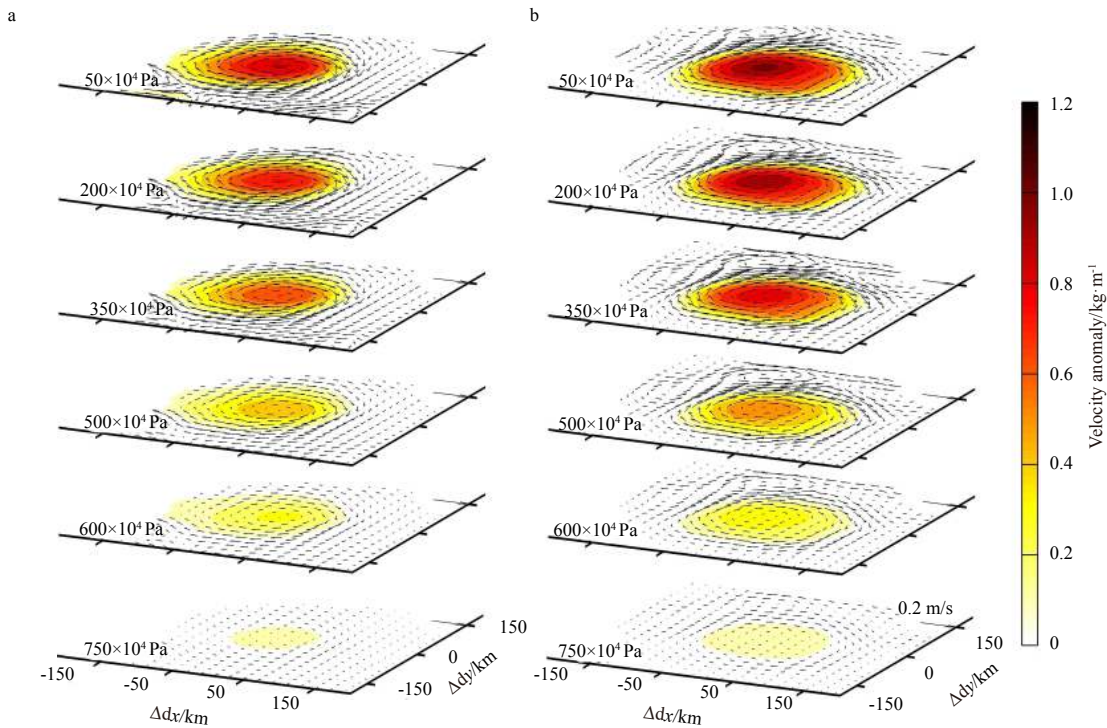 a
b
50×10⁴ Pa
50×10⁴ Pa
200×10⁴ Pa
200×10⁴ Pa
350×10⁴ Pa
350×10⁴ Pa
500×10⁴ Pa
500×10⁴ Pa
600×10⁴ Pa
600×10⁴ Pa
750×10⁴ Pa
750×10⁴ Pa
-150
-50
50
150
Δdx/km
-150
0
150
Δdy/km
-150
-50
50
150
Δdx/km
-150
0
150
Δdy/km
0.2 m/s
1.2
1.0
0.8
0.6
0.4
0.2
0
Velocity anomaly/kg·m⁻¹